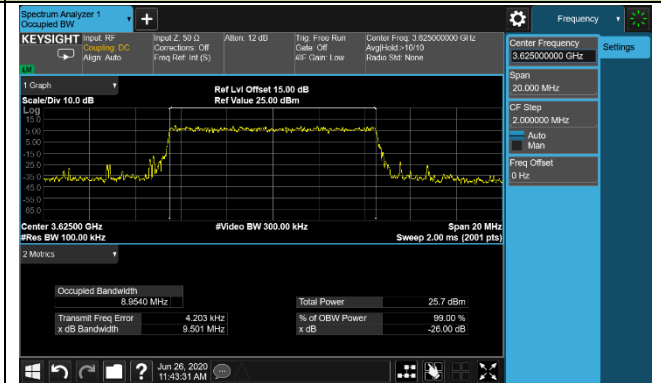 Spectrum Analyzer 1
Occupied BW
+
Frequency
KEYSIGHT
Input: RF
Coupling: DC
Align: Auto
Input Z: 50 Ω
Corrections: Off
Freq Ref: Int (S)
Atten: 12 dB
Trig: Free Run
Gate: Off
#IF Gain: Low
Center Freq: 3.625000000 GHz
Avg|Hold:>10/10
Radio Std: None
Center Frequency
3.625000000 GHz
Settings
Span
20.000 MHz
CF Step
2.000000 MHz
Auto
Man
Freq Offset
0 Hz
1 Graph
Scale/Div 10.0 dB
Ref Lvl Offset 15.00 dB
Ref Value 25.00 dBm
Log
15.0
5.00
-5.00
-15.0
-25.0
-35.0
-45.0
-55.0
-65.0
Center 3.62500 GHz
#Res BW 100.00 kHz
#Video BW 300.00 kHz
Span 20 MHz
Sweep 2.00 ms (2001 pts)
2 Metrics
Occupied Bandwidth
8.9540 MHz
Total Power 25.7 dBm
Transmit Freq Error 4.203 kHz
% of OBW Power 99.00 %
x dB Bandwidth 9.501 MHz
x dB -26.00 dB
?
Jun 26, 2020
11:43:31 AM